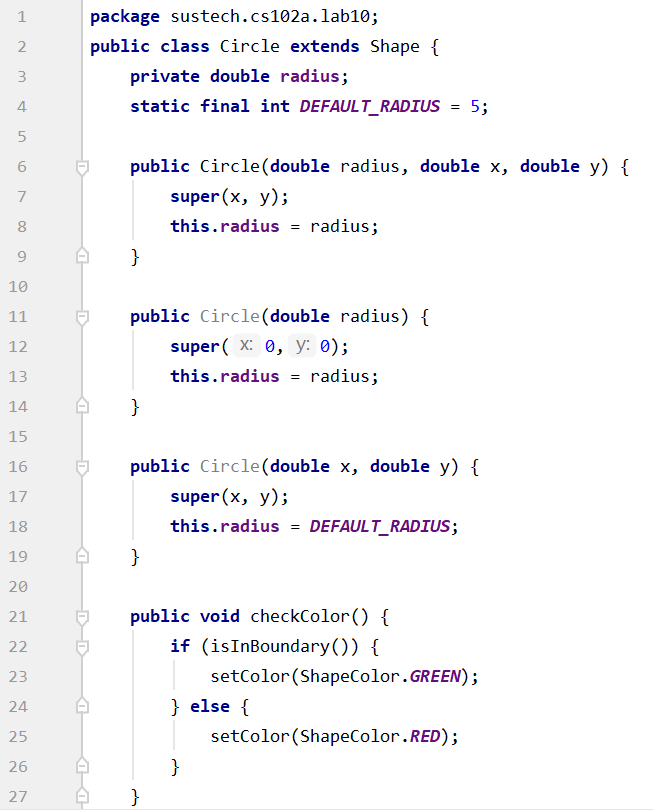 1 package sustech.cs102a.lab10;
2 public class Circle extends Shape {
3 private double radius;
4 static final int DEFAULT_RADIUS = 5;
5
6 public Circle(double radius, double x, double y) {
7 super(x, y);
8 this.radius = radius;
9 }
10
11 public Circle(double radius) {
12 super( x: 0, y: 0);
13 this.radius = radius;
14 }
15
16 public Circle(double x, double y) {
17 super(x, y);
18 this.radius = DEFAULT_RADIUS;
19 }
20
21 public void checkColor() {
22 if (isInBoundary()) {
23 setColor(ShapeColor.GREEN);
24 } else {
25 setColor(ShapeColor.RED);
26 }
27 }